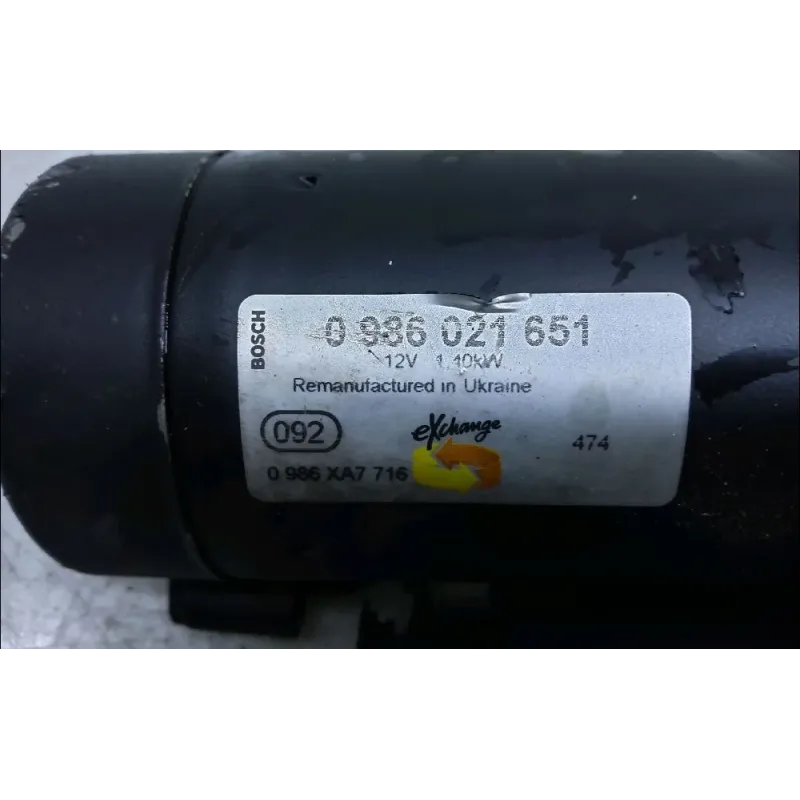 BOSCH
0 986 021 651
12V 1,10kW
Remanufactured in Ukraine
092
eXchange
474
0 986 XA7 716